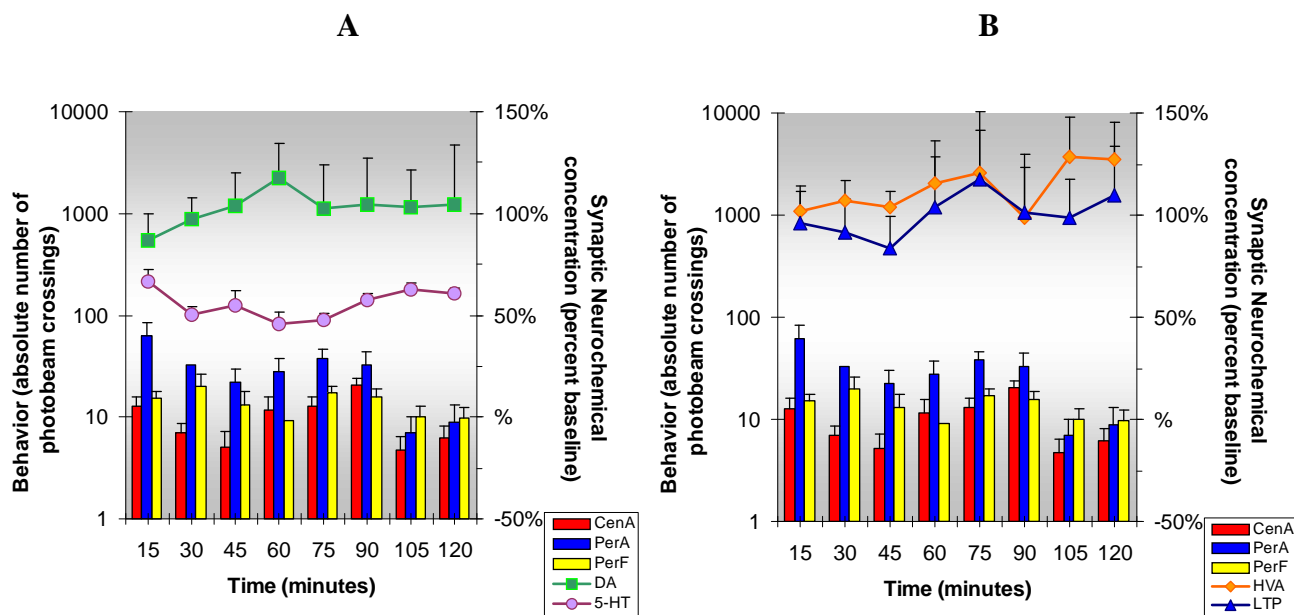 A
10000
1000
100
10
1
Behavior (absolute number of
photobeam crossings)
150%
100%
50%
%
-50%
Synaptic Neurochemical
concentration (percent baseline)
15 30 45 60 75 90 105 120
Time (minutes)
CenA
PerA
PerF
DA
5-HT
B
10000
1000
100
10
1
Behavior (absolute number of
photobeam crossings)
150%
100%
50%
%
-50%
Synaptic Neurochemical
concentration (percent baseline)
15 30 45 60 75 90 105 120
Time (minutes)
CenA
PerA
PerF
HVA
LTP